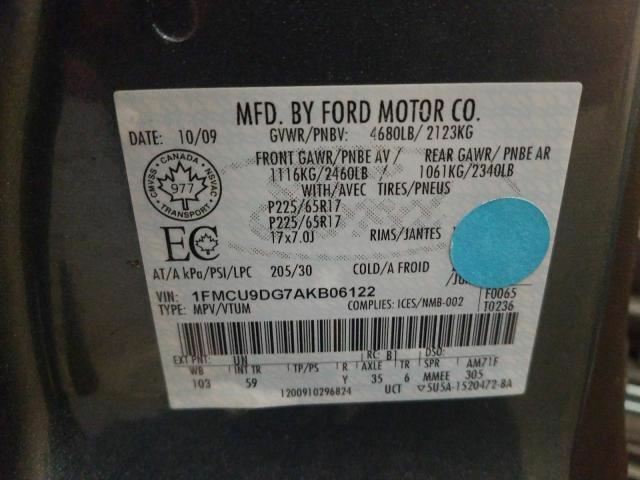 MFD. BY FORD MOTOR CO.
DATE: 10/09 GVWR/PNBV: 4680LB/ 2123KG
FRONT GAWR/PNBE AV / REAR GAWR/ PNBE AR
1116KG/2460LB / 1061KG/2340LB
WITH/AVEC TIRES/PNEUS
CANADA
CMVSS NSVAC
977
TRANSPORT
P225/65R17
P225/65R17
17x7.0J RIMS/JANTES
EC
AT/A kPa/PSI/LPC 205/30 COLD/A FROID
VIN: 1FMCU9DG7AKB06122 F0065
TYPE: MPV/VTUM COMPLIES: ICES/NMB-002 T0236
EXT PNT: UN RC: B1 DSO:
WB INT TR TP/PS R AXLE TR SPR AM71F
103 59 Y 35 6 MMEE 305
1200910296824 UCT ▽5U5A-1520472-8A